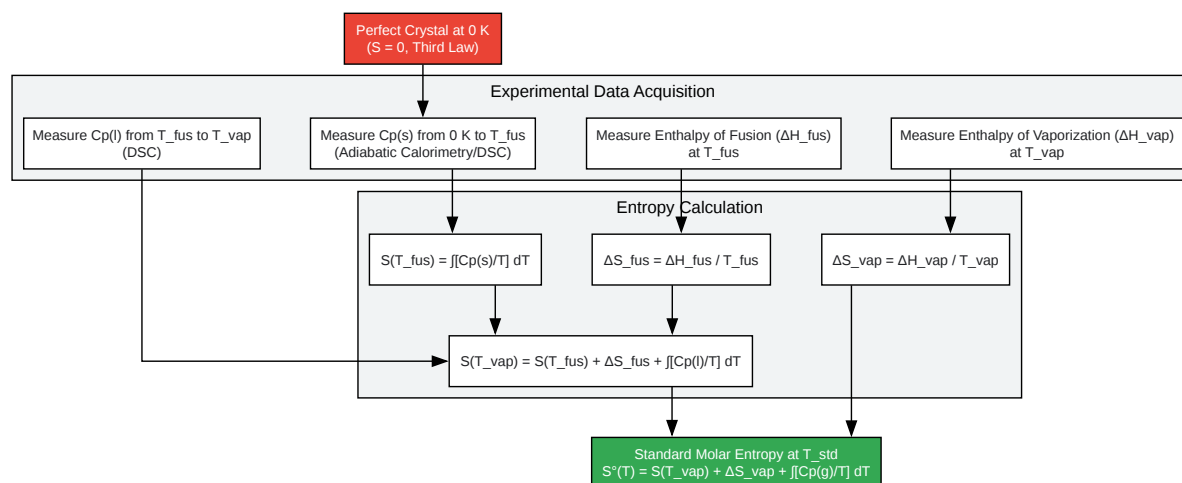 Perfect Crystal at 0 K
(S = 0, Third Law)
Experimental Data Acquisition
Measure Cp(l) from T_fus to T_vap
(DSC)
Measure Cp(s) from 0 K to T_fus
(Adiabatic Calorimetry/DSC)
Measure Enthalpy of Fusion (ΔH_fus)
at T_fus
Measure Enthalpy of Vaporization (ΔH_vap)
at T_vap
Entropy Calculation
S(T_fus) = ∫[Cp(s)/T] dT
ΔS_fus = ΔH_fus / T_fus
ΔS_vap = ΔH_vap / T_vap
S(T_vap) = S(T_fus) + ΔS_fus + ∫[Cp(l)/T] dT
Standard Molar Entropy at T_std
S°(T) = S(T_vap) + ΔS_vap + ∫[Cp(g)/T] dT